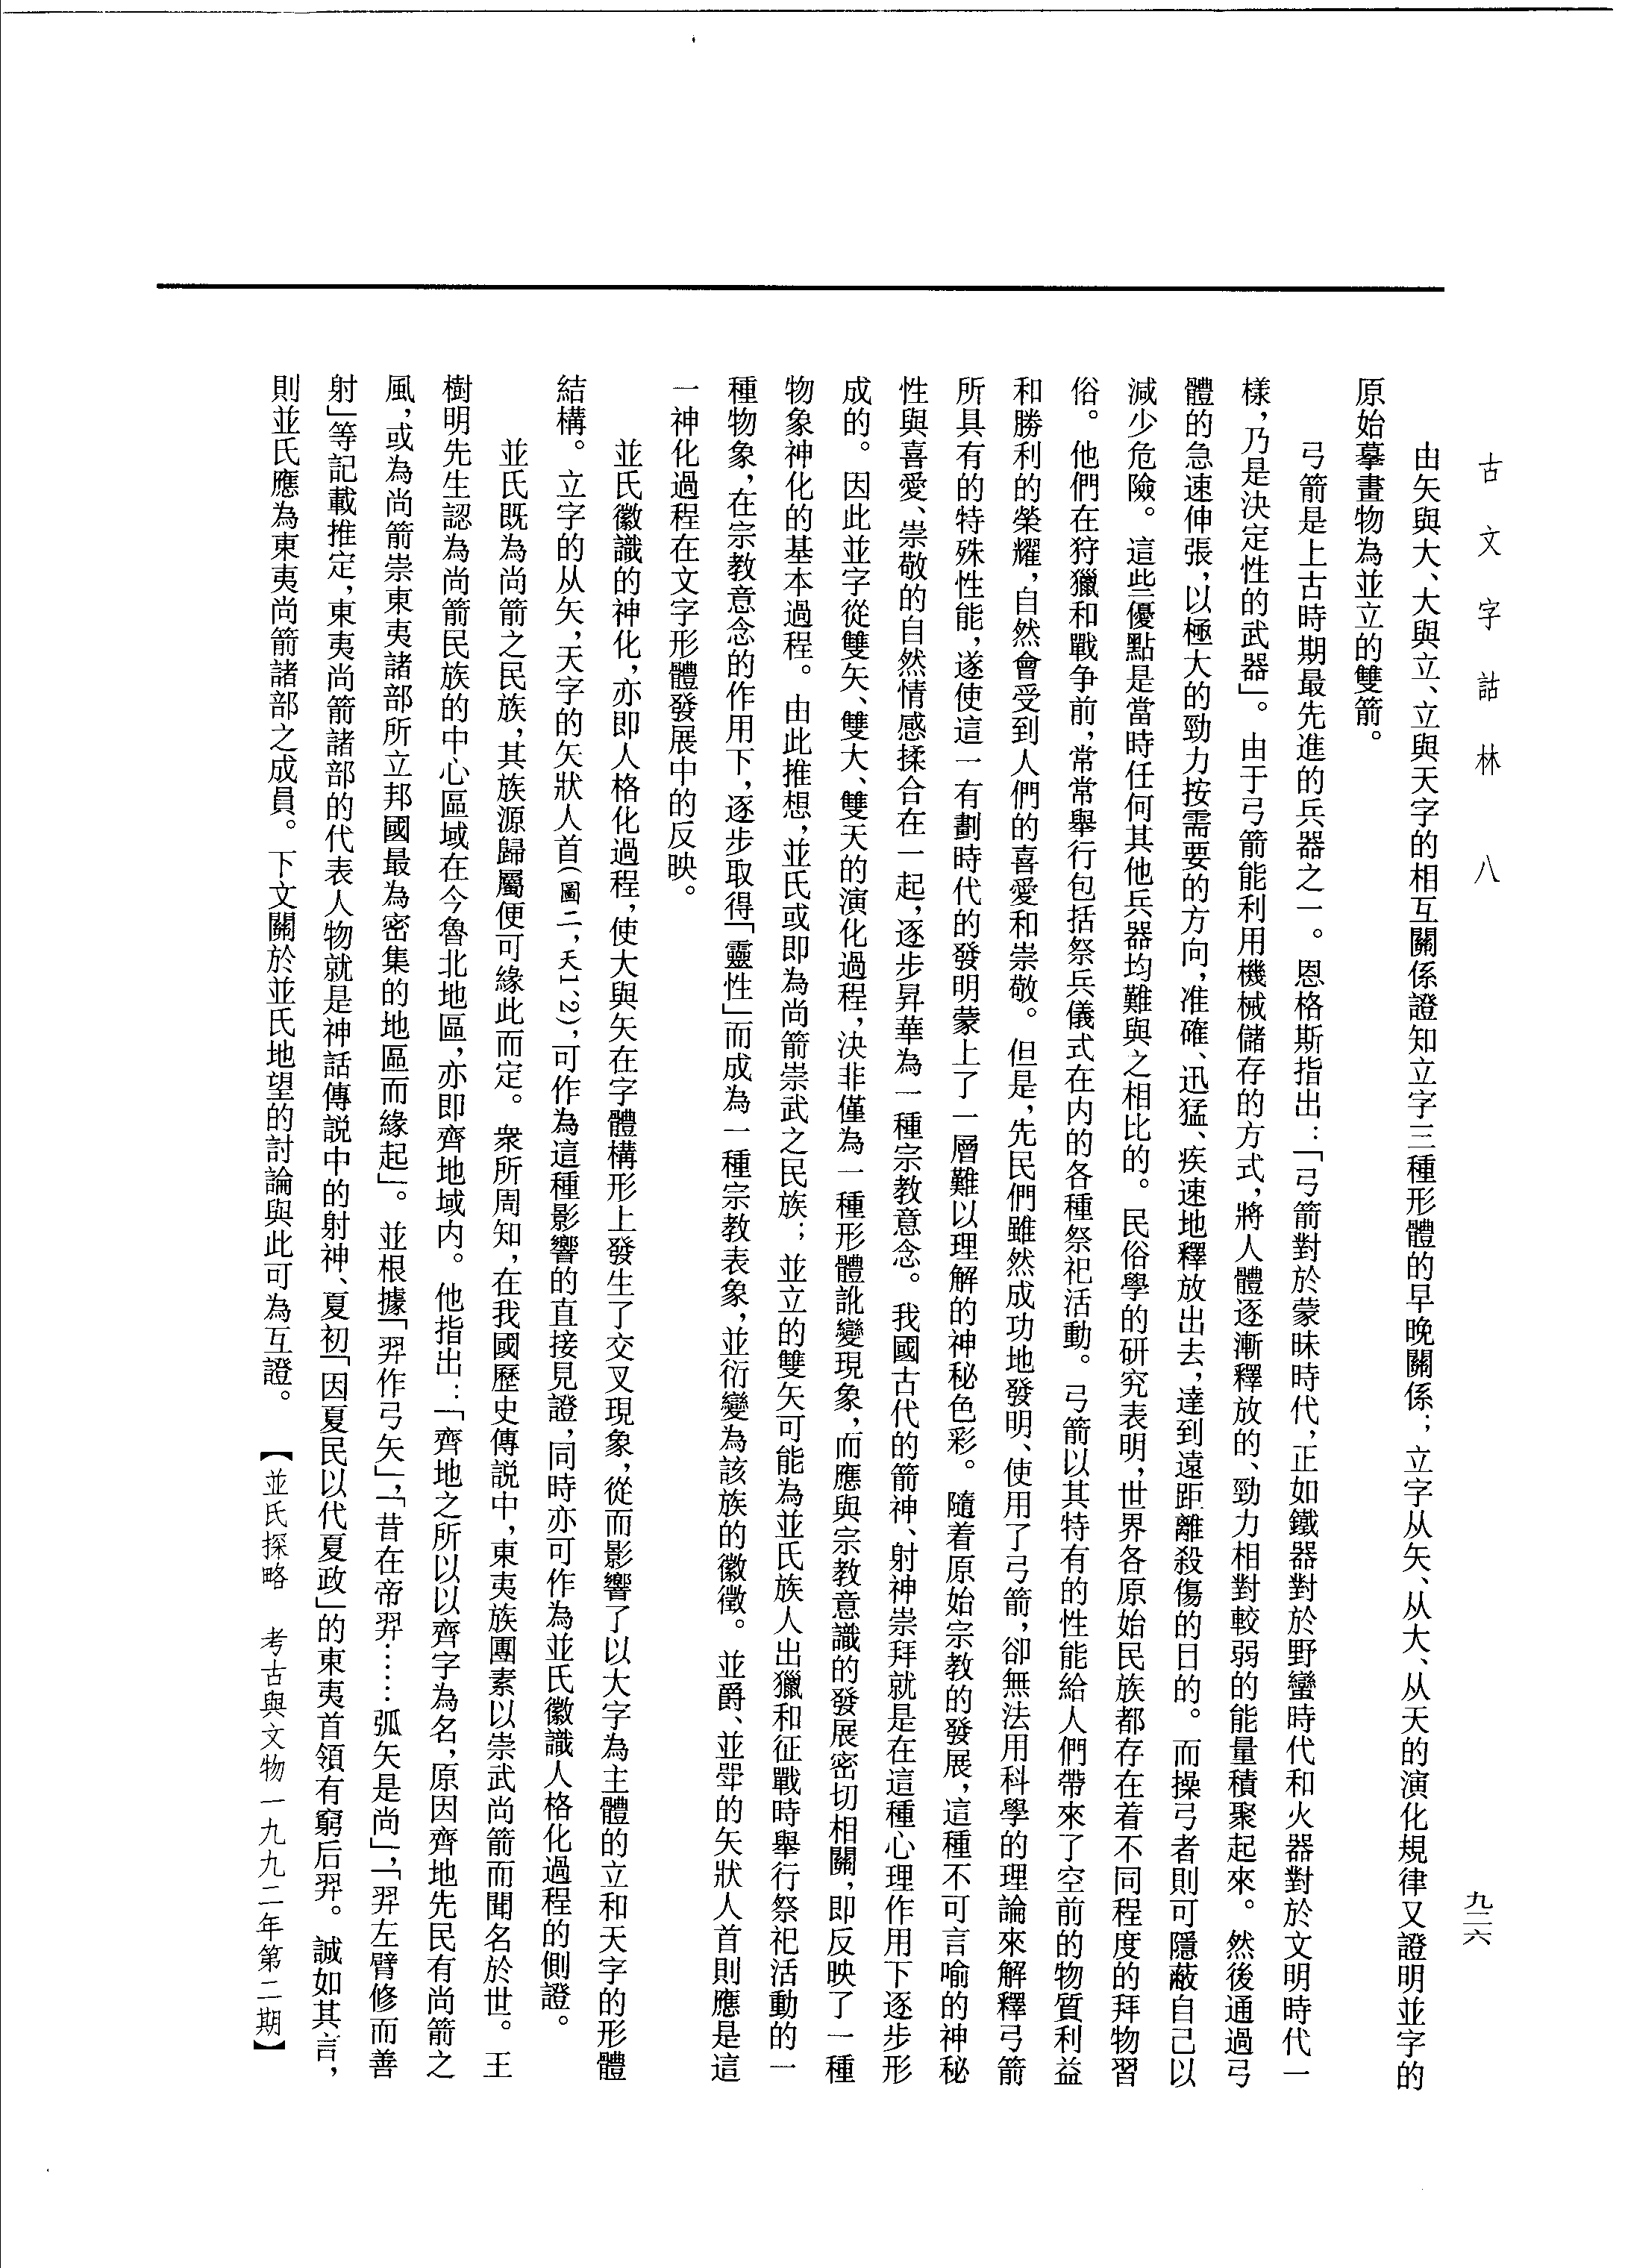 古文字詁林　八
九二六
由矢與大、大與立、立與天字的相互關係證知立字三種形體的早晚關係；立字从矢、从大、从天的演化規律又證明並字的
原始摹畫物為並立的雙箭。
弓箭是上古時期最先進的兵器之一。恩格斯指出：「弓箭對於蒙昧時代，正如鐵器對於野蠻時代和火器對於文明時代一
樣，乃是決定性的武器」。由于弓箭能利用機械儲存的方式，將人體逐漸釋放的、勁力相對較弱的能量積聚起來。然後通過弓
體的急速伸張，以極大的勁力按需要的方向，准確、迅猛、疾速地釋放出去，達到遠距離殺傷的目的。而操弓者則可隱蔽自己以
減少危險。這些優點是當時任何其他兵器均難與之相比的。民俗學的研究表明，世界各原始民族都存在着不同程度的拜物習
俗。他們在狩獵和戰争前，常常舉行包括祭兵儀式在内的各種祭祀活動。弓箭以其特有的性能給人們帶來了空前的物質利益
和勝利的榮耀，自然會受到人們的喜愛和崇敬。但是，先民們雖然成功地發明、使用了弓箭，卻無法用科學的理論來解釋弓箭
所具有的特殊性能，遂使這一有劃時代的發明蒙上了一層難以理解的神秘色彩。隨着原始宗教的發展，這種不可言喻的神秘
性與喜愛、崇敬的自然情感揉合在一起，逐步昇華為一種宗教意念。我國古代的箭神、射神崇拜就是在這種心理作用下逐步形
成的。因此並字從雙矢、雙大、雙天的演化過程，決非僅為一種形體訛變現象，而應與宗教意識的發展密切相關，即反映了一種
物象神化的基本過程。由此推想，並氏或即為尚箭崇武之民族；並立的雙矢可能為並氏族人出獵和征戰時舉行祭祀活動的一
種物象，在宗教意念的作用下，逐步取得「靈性」而成為一種宗教表象，並衍變為該族的徽徵。並爵、並斝的矢狀人首則應是這
一神化過程在文字形體發展中的反映。
並氏徽識的神化，亦即人格化過程，使大與矢在字體構形上發生了交叉現象，從而影響了以大字為主體的立和天字的形體
結構。立字的从矢，天字的矢狀人首（圖二，天1、2），可作為這種影響的直接見證，同時亦可作為並氏徽識人格化過程的側證。
並氏既為尚箭之民族，其族源歸屬便可緣此而定。衆所周知，在我國歷史傳説中，東夷族團素以崇武尚箭而聞名於世。王
樹明先生認為尚箭民族的中心區域在今魯北地區，亦即齊地域内。他指出：「齊地之所以以齊字為名，原因齊地先民有尚箭之
風，或為尚箭崇東夷諸部所立邦國最為密集的地區而緣起」。並根據「羿作弓矢」，「昔在帝羿……弧矢是尚」，「羿左臂修而善
射」等記載推定，東夷尚箭諸部的代表人物就是神話傳説中的射神、夏初「因夏民以代夏政」的東夷首領有窮后羿。誠如其言，
則並氏應為東夷尚箭諸部之成員。下文關於並氏地望的討論與此可為互證。　【並氏探略　考古與文物一九九二年第二期】